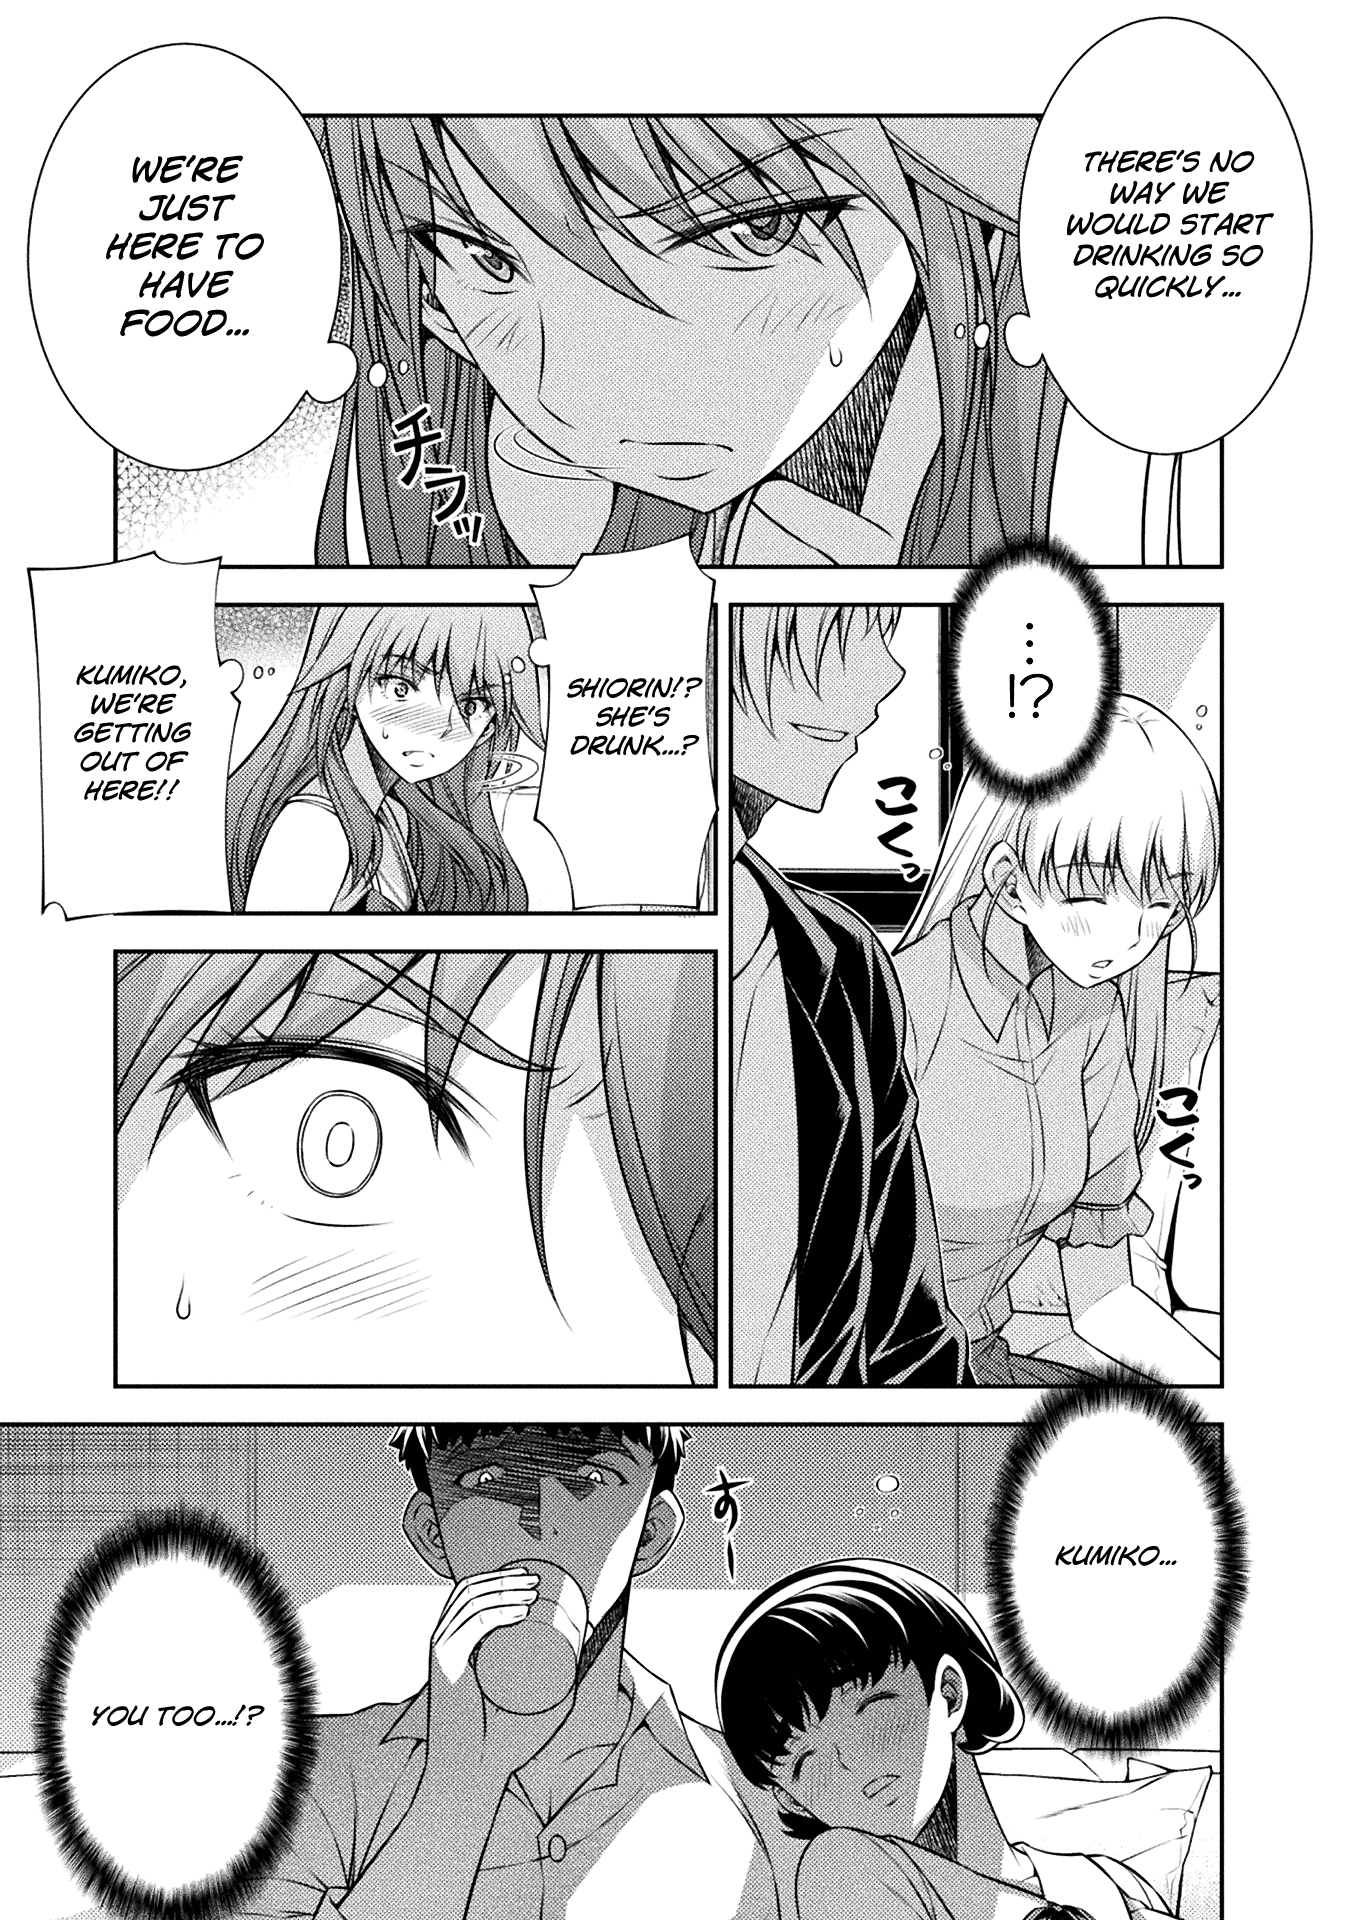 THERE'S NO
WAY WE
WOULD START
DRINKING SO
QUICKLY...
WE'RE
JUST
HERE TO
HAVE
FOOD...
チラッ
...
!?
こくっ
こくっ
SHIORIN!?
SHE'S
DRUNK...?
KUMIKO,
WE'RE
GETTING
OUT OF
HERE!!
KUMIKO...
すー
YOU TOO...!?